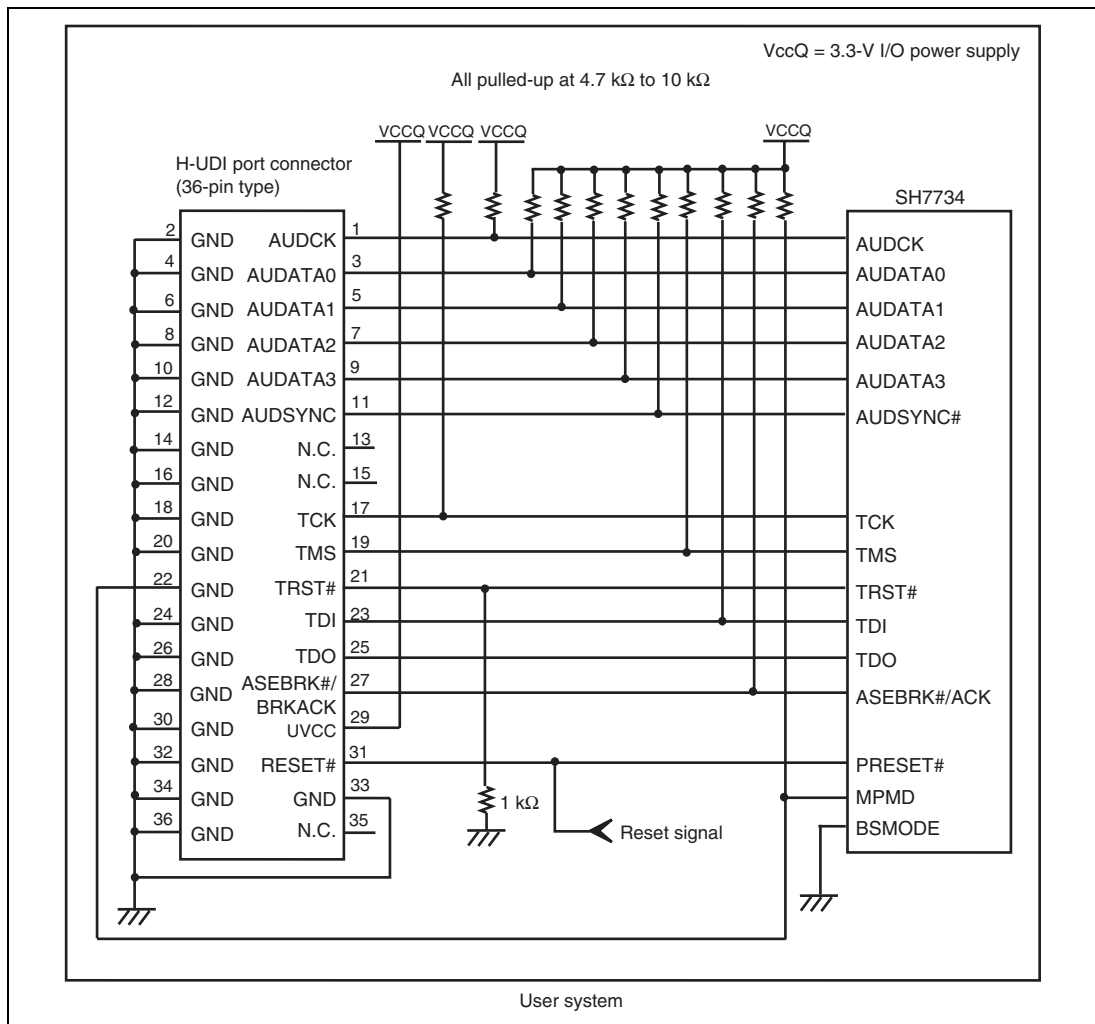 VccQ = 3.3-V I/O power supply
All pulled-up at 4.7 kΩ to 10 kΩ
VCCQ VCCQ VCCQ VCCQ
H-UDI port connector
(36-pin type)
SH7734
2 GND AUDCK 1 AUDCK
4 GND AUDATA0 3 AUDATA0
6 GND AUDATA1 5 AUDATA1
8 GND AUDATA2 7 AUDATA2
10 GND AUDATA3 9 AUDATA3
12 GND AUDSYNC 11 AUDSYNC#
14 GND N.C. 13
16 GND N.C. 15
18 GND TCK 17 TCK
20 GND TMS 19 TMS
22 GND TRST# 21 TRST#
24 GND TDI 23 TDI
26 GND TDO 25 TDO
28 GND ASEBRK#/ 27 ASEBRK#/ACK
BRKACK
30 GND UVCC 29
32 GND RESET# 31 PRESET#
34 GND GND 33 MPMD
1 kΩ
36 GND N.C. 35 BSMODE
Reset signal
User system